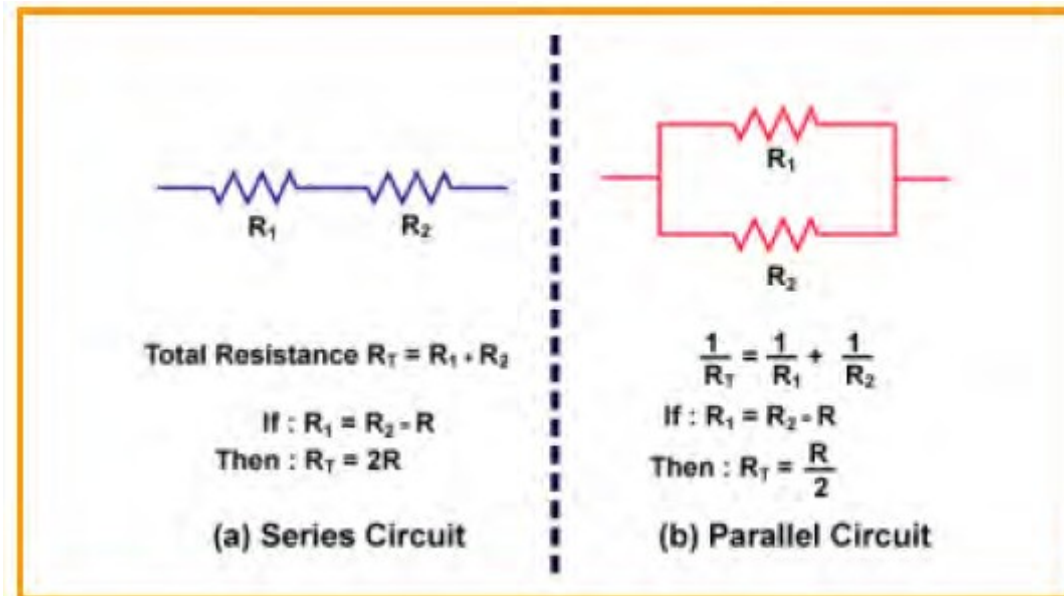 R₁ R₂
Total Resistance R_T = R₁ + R₂
If : R₁ = R₂ = R
Then : R_T = 2R
(a) Series Circuit
R₁
R₂
1/R_T = 1/R₁ + 1/R₂
If : R₁ = R₂ = R
Then : R_T = R/2
(b) Parallel Circuit